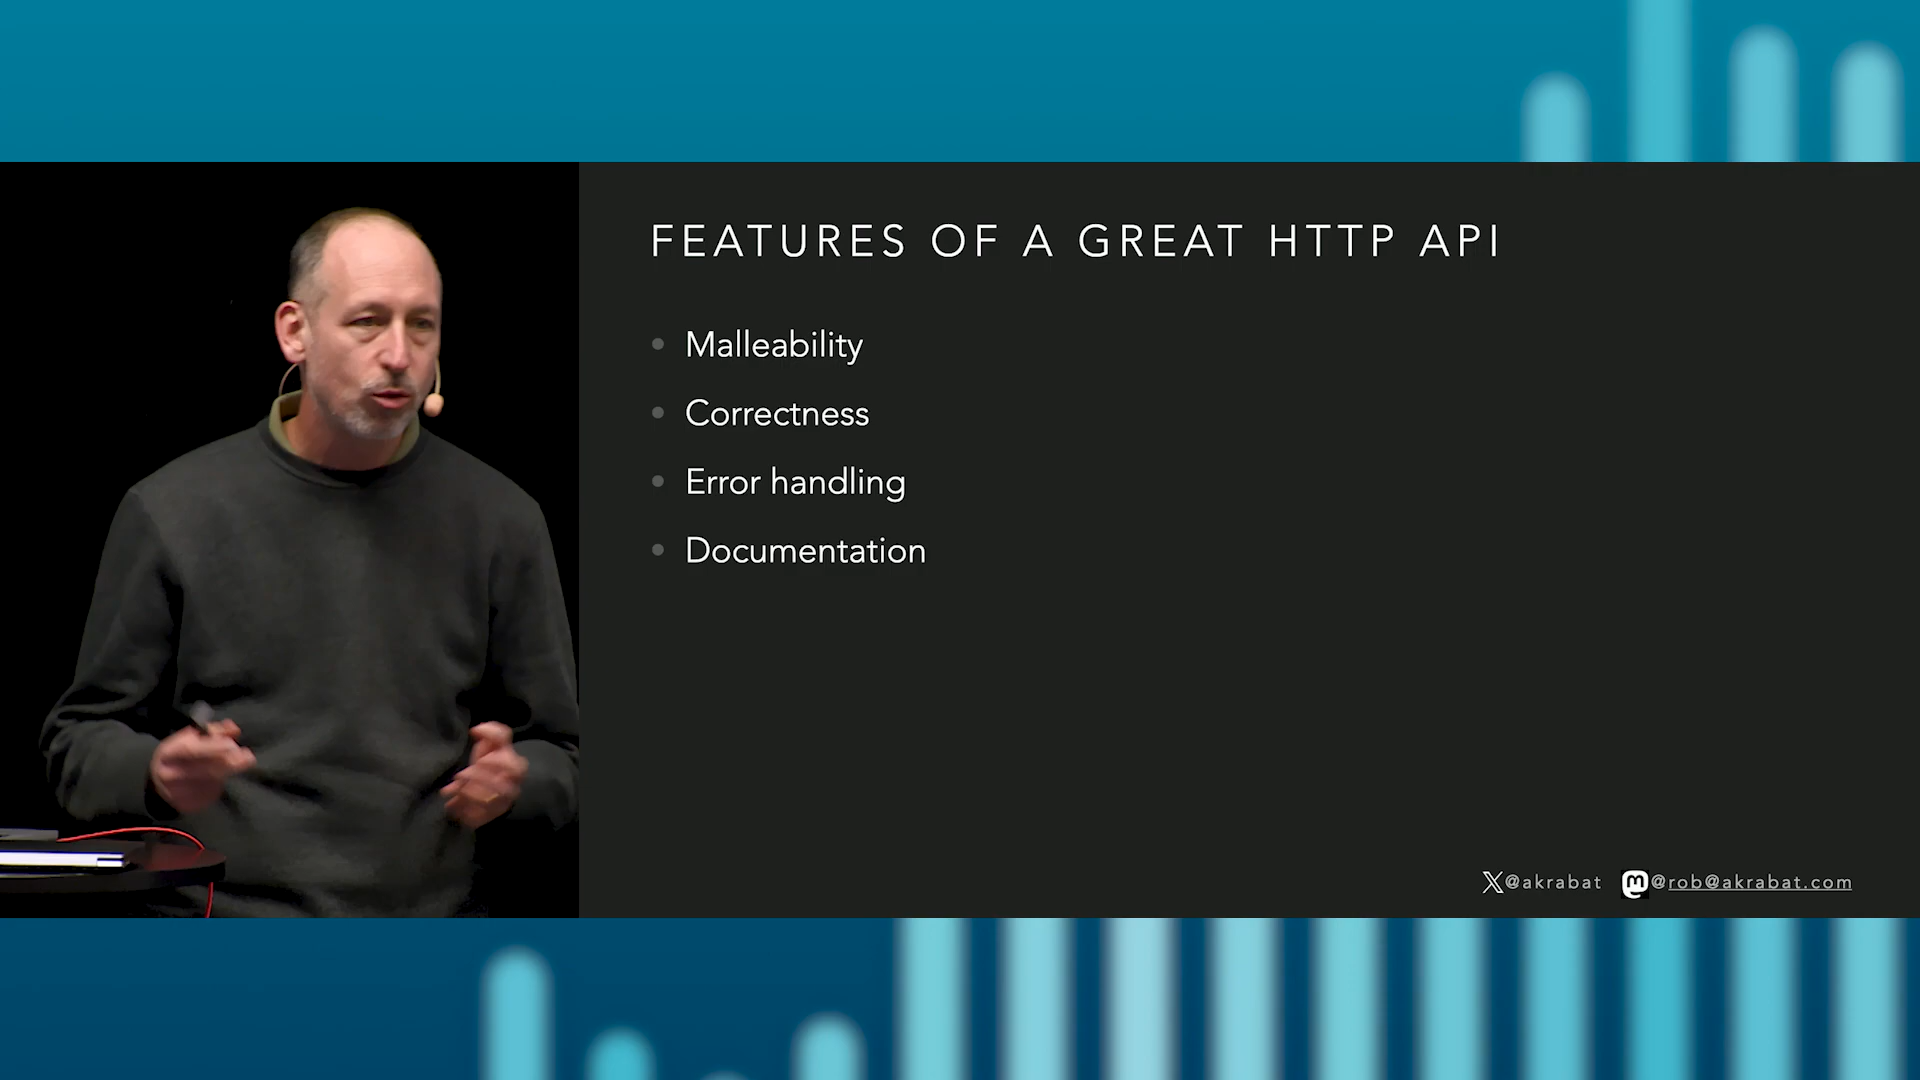 FEATURES OF A GREAT HTTP API
• Malleability
• Correctness
• Error handling
• Documentation
@akrabat @rob@akrabat.com